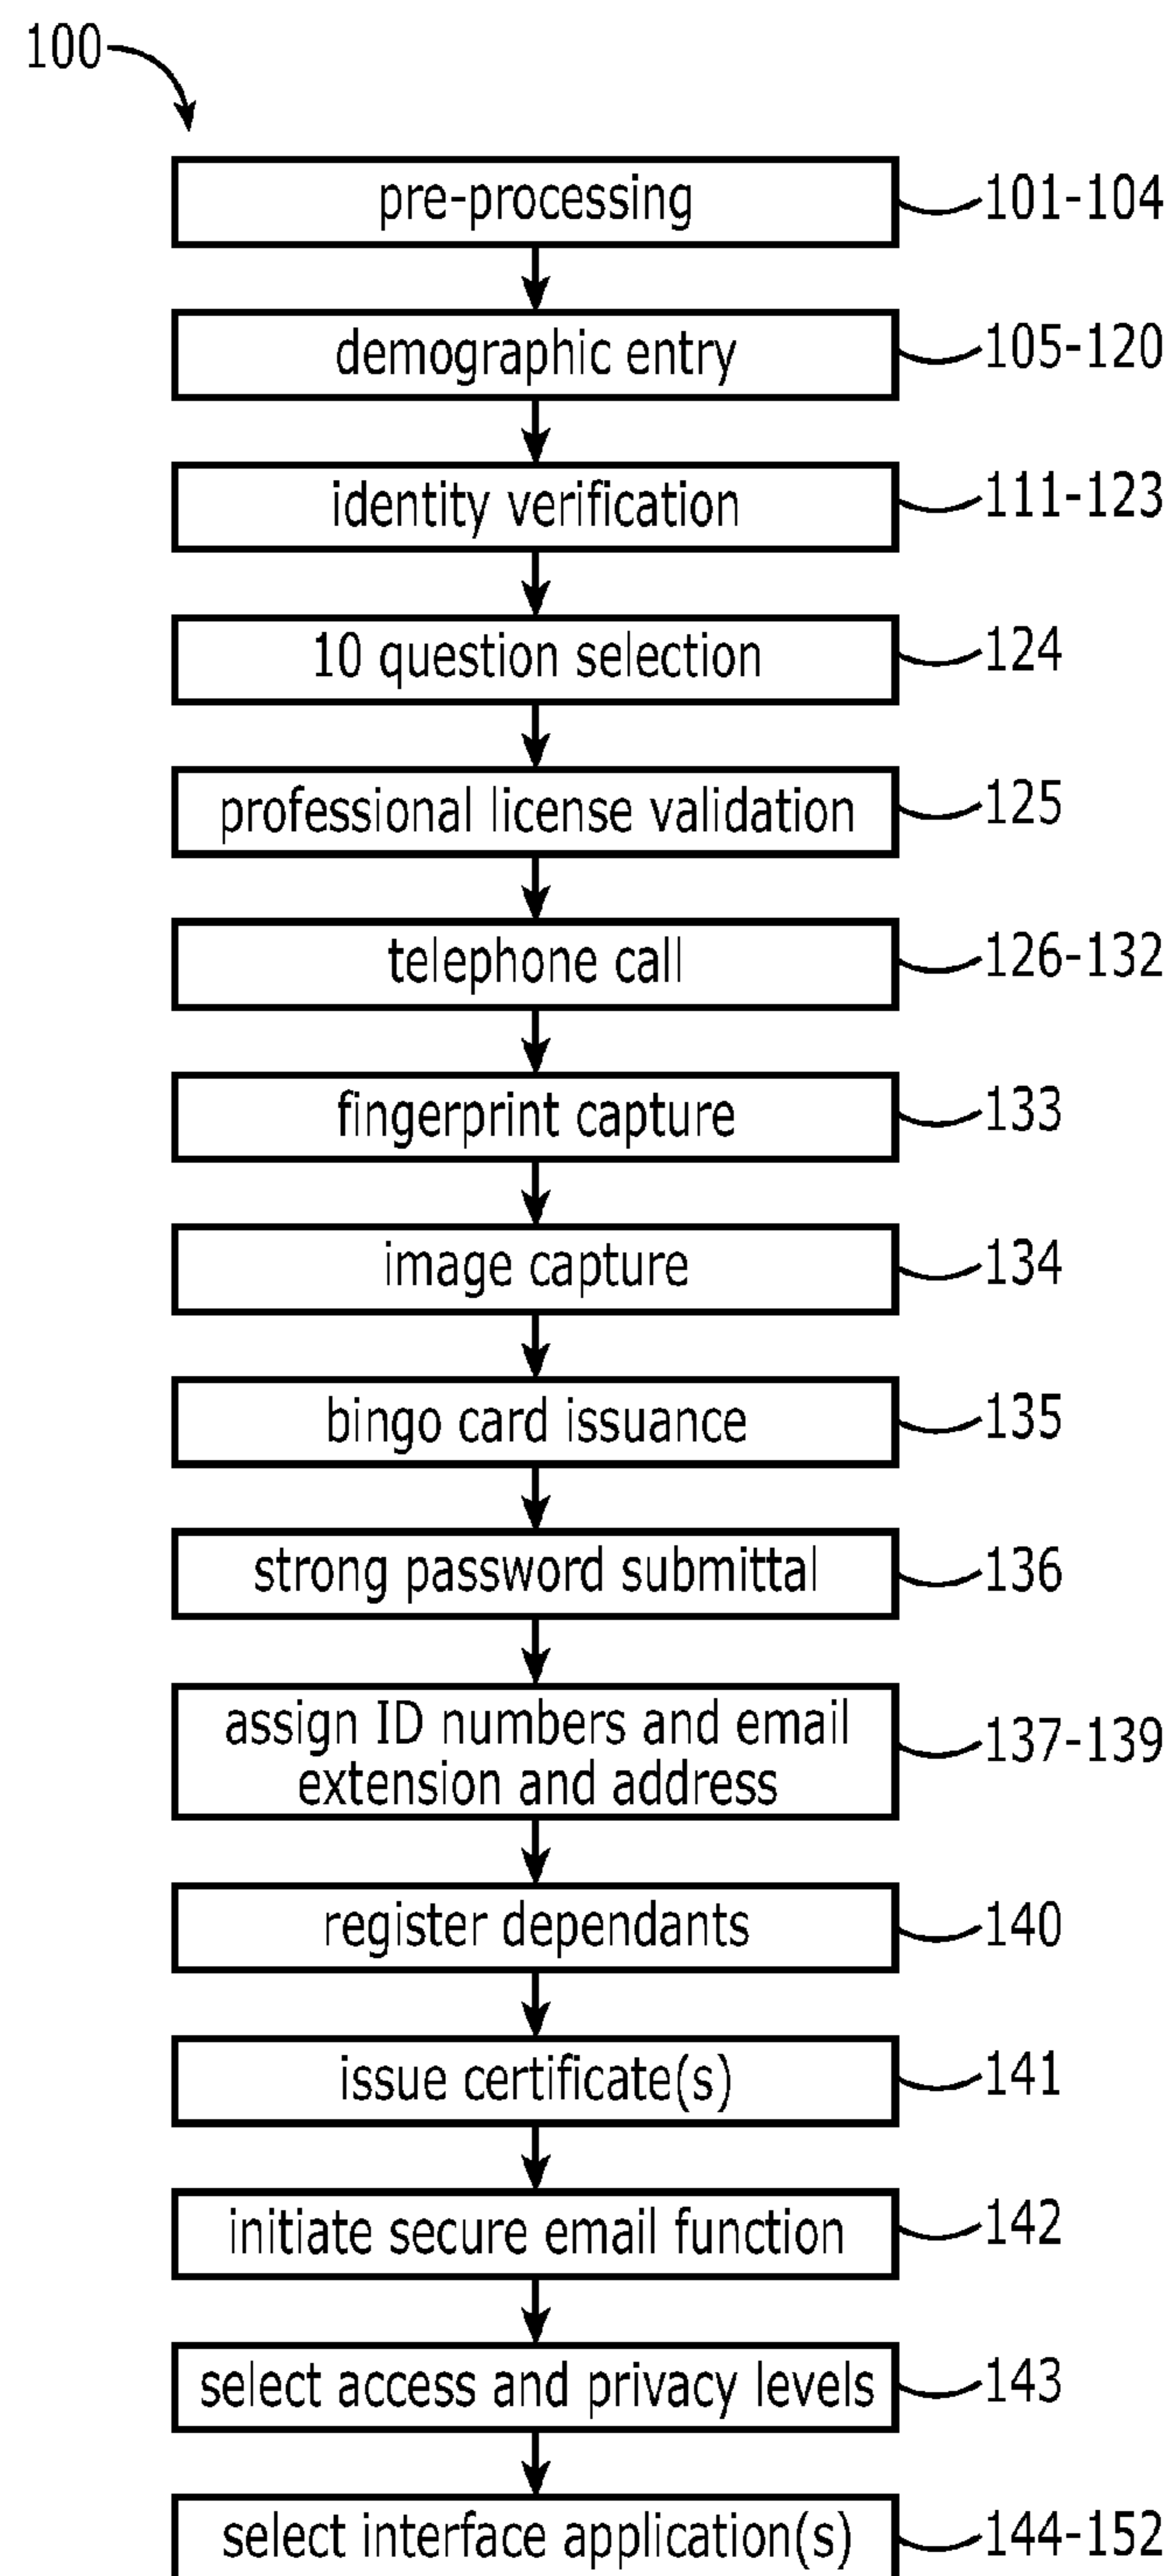 100
pre-processing 101-104
demographic entry 105-120
identity verification 111-123
10 question selection 124
professional license validation 125
telephone call 126-132
fingerprint capture 133
image capture 134
bingo card issuance 135
strong password submittal 136
assign ID numbers and email
extension and address 137-139
register dependants 140
issue certificate(s) 141
initiate secure email function 142
select access and privacy levels 143
select interface application(s) 144-152